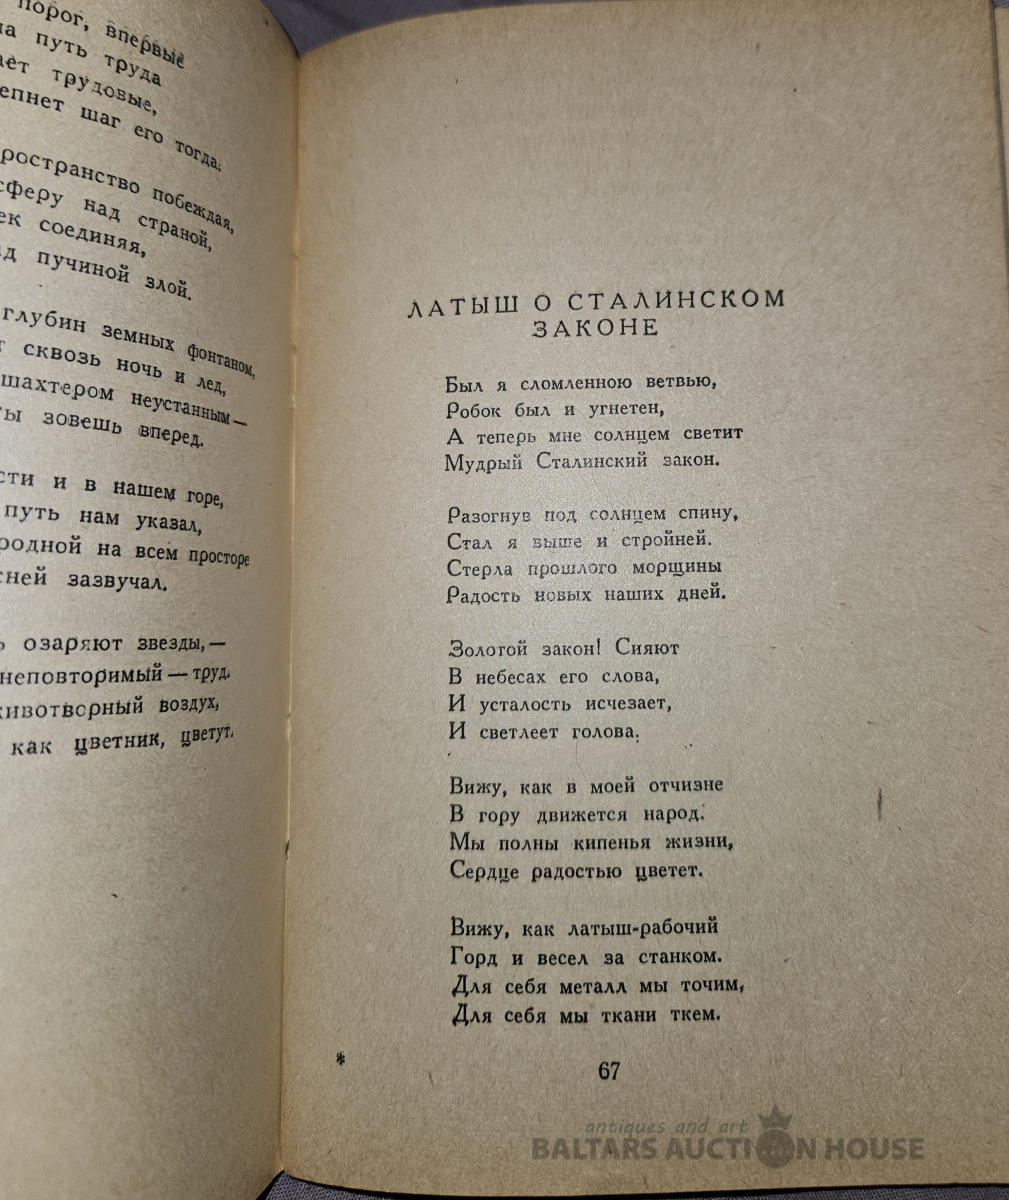 порог, впервые
на путь труда
трудовые,
шаг его тогда.
пространство побеждая,
над страной,
соединяя,
пучиной злой.
глубин земных фонтаном,
сквозь ночь и лед,
шахтером неустанным—
зовешь вперед.
и в нашем горе,
путь нам указал,
родной на всем просторе
зазвучал.
озаряют звезды,—
неповторимый — труд.
животворный воздух,
как цветник, цветут.
ЛАТЫШ О СТАЛИНСКОМ
ЗАКОНЕ
Был я сломленною ветвью,
Робок был и угнетен,
А теперь мне солнцем светит
Мудрый Сталинский закон.
Разогнув под солнцем спину,
Стал я выше и стройней.
Стерла прошлого морщины
Радость новых наших дней.
Золотой закон! Сияют
В небесах его слова,
И усталость исчезает,
И светлеет голова.
Вижу, как в моей отчизне
В гору движется народ.
Мы полны кипенья жизни,
Сердце радостью цветет.
Вижу, как латыш-рабочий
Горд и весел за станком.
Для себя металл мы точим,
Для себя мы ткани ткем.
*
67
antiques and art
BALTARS AUCTION HOUSE